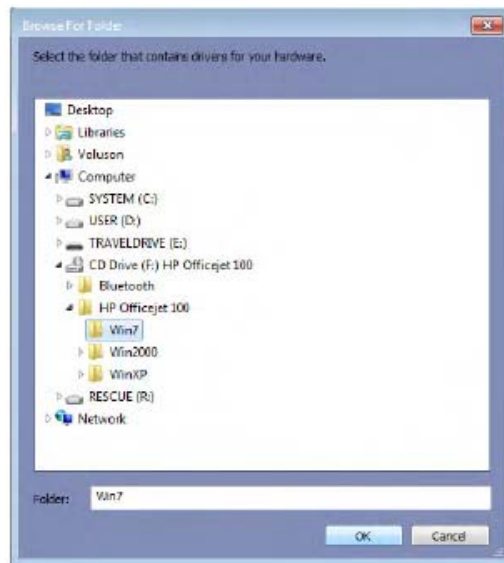 Browse For Folder
Select the folder that contains drivers for your hardware.
Desktop
Libraries
Voluson
Computer
SYSTEM (C:)
USER (D:)
TRAVELDRIVE (E:)
CD Drive (F:) HP Officejet 100
Bluetooth
HP Officejet 100
Win7
Win2000
WinXP
RESCUE (R:)
Network
Folder: Win7
OK Cancel